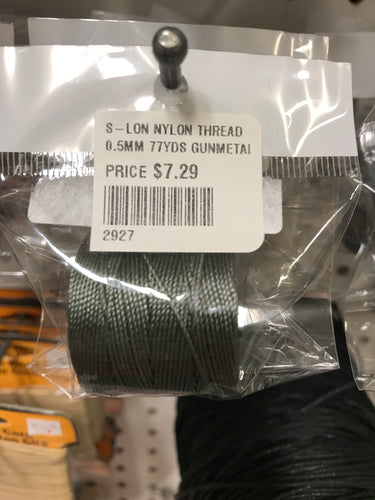 S-LON NYLON THREAD
0.5MM 77YDS GUNMETAl
PRICE $7.29
2927